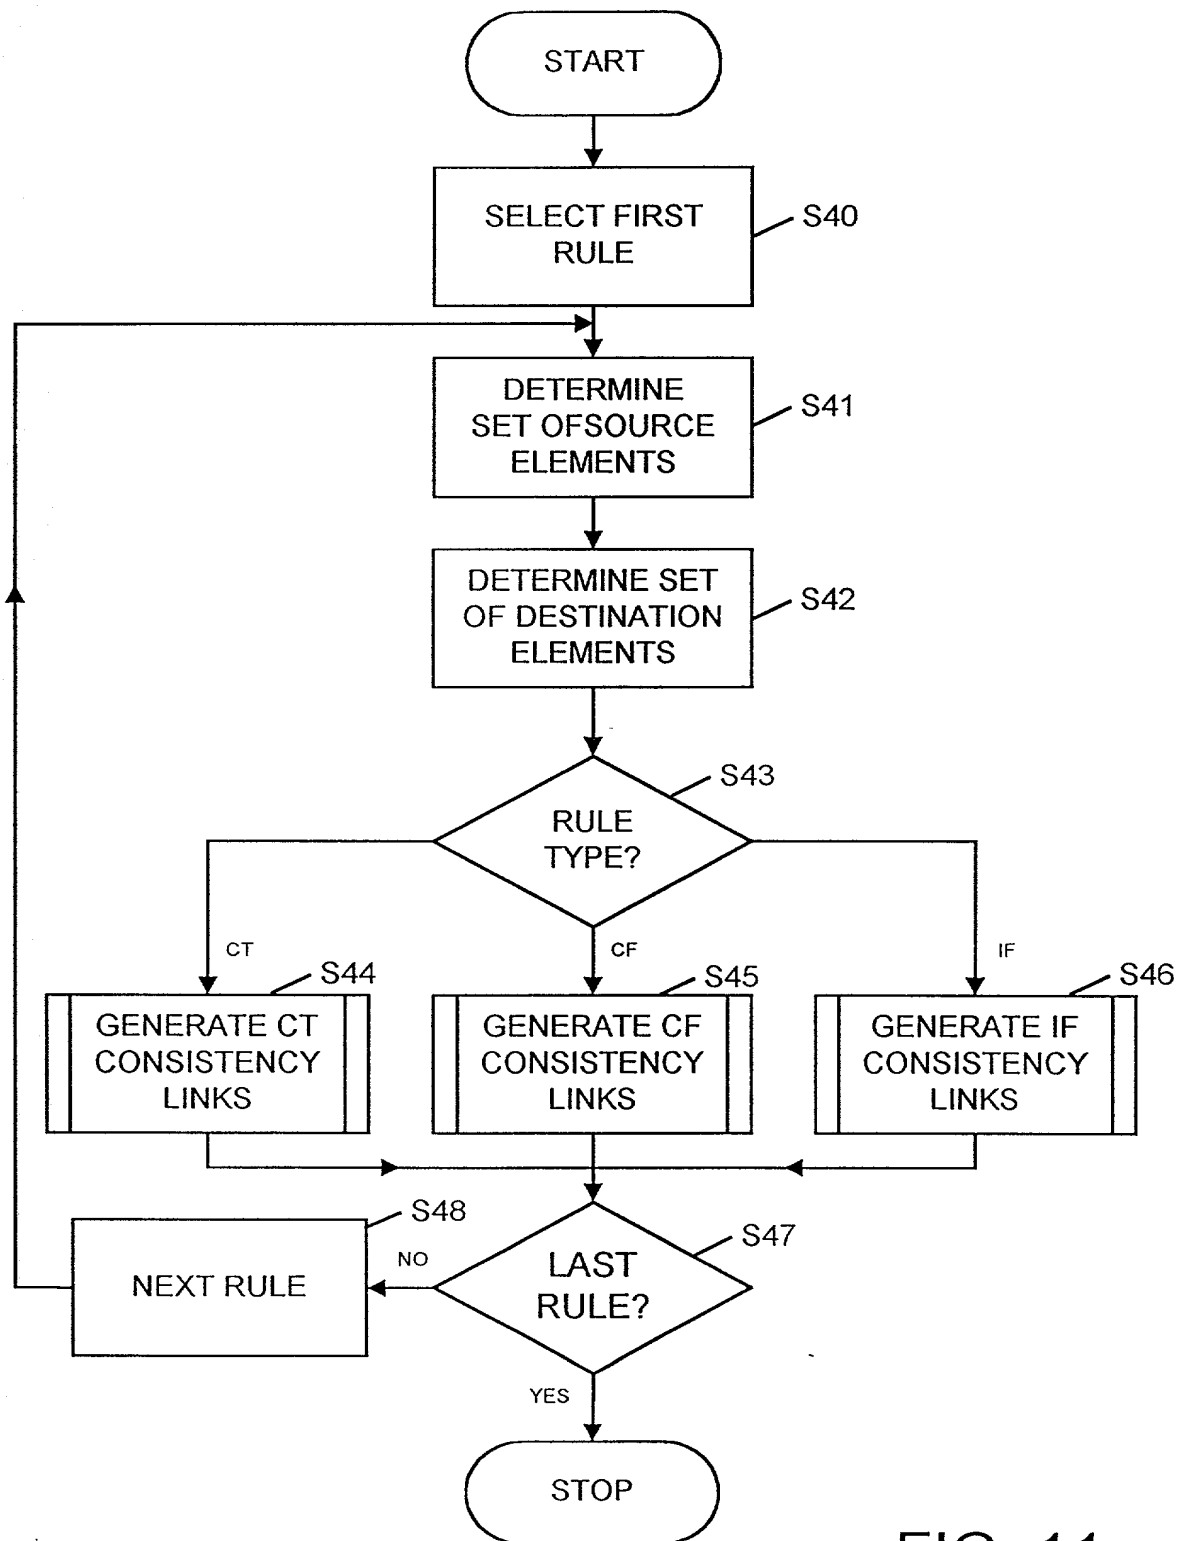 START
SELECT FIRST
RULE
S40
DETERMINE
SET OFSOURCE
ELEMENTS
S41
DETERMINE SET
OF DESTINATION
ELEMENTS
S42
S43
RULE
TYPE?
CT
CF
IF
S44
GENERATE CT
CONSISTENCY
LINKS
S45
GENERATE CF
CONSISTENCY
LINKS
S46
GENERATE IF
CONSISTENCY
LINKS
S48
NEXT RULE
NO
S47
LAST
RULE?
YES
STOP
FIG. 11